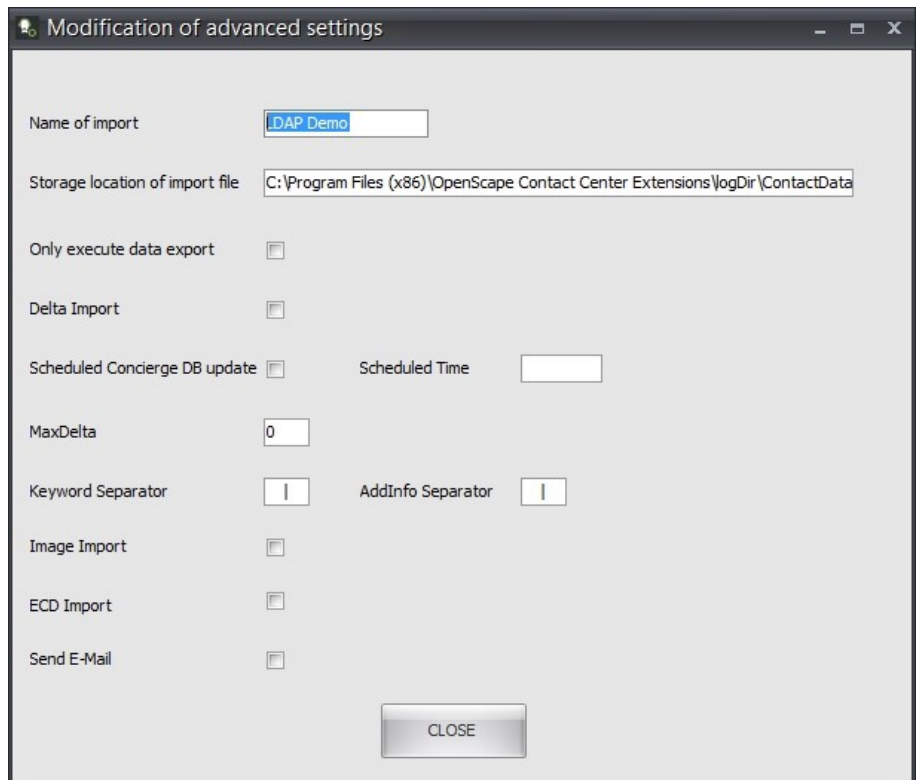 Modification of advanced settings
Name of import LDAP Demo
Storage location of import file C:\Program Files (x86)\OpenScape Contact Center Extensions\logDir\ContactData
Only execute data export
Delta Import
Scheduled Concierge DB update Scheduled Time
MaxDelta 0
Keyword Separator | AddInfo Separator |
Image Import
ECD Import
Send E-Mail
CLOSE